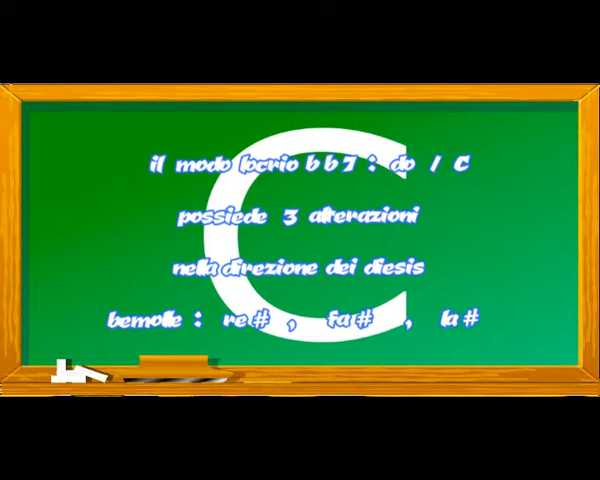 il modo locrio b b 7 : do / C
possiede 3 alterazioni
nella direzione dei diesis
bemolle : re # , fa # , la #
C